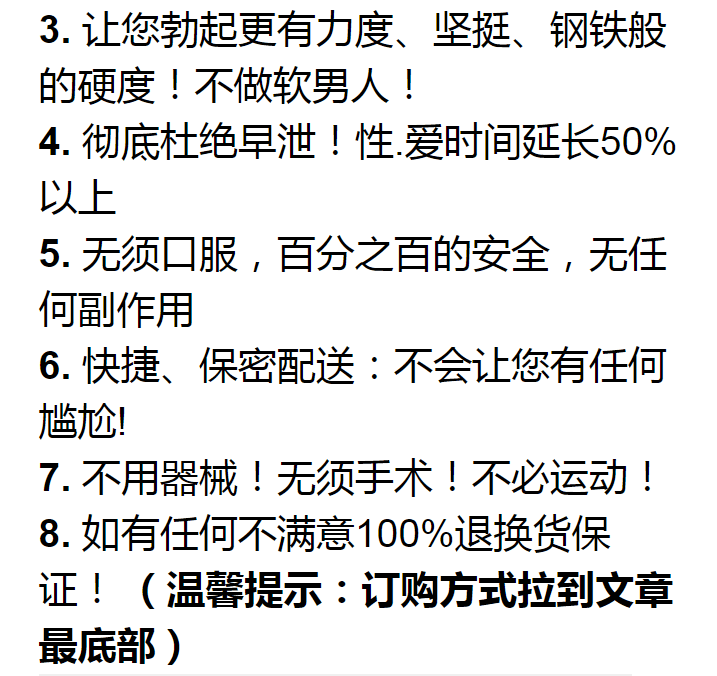 3. 让您勃起更有力度、坚挺、钢铁般
的硬度！不做软男人！
4. 彻底杜绝早泄！性.爱时间延长50%
以上
5. 无须口服，百分之百的安全，无任
何副作用
6. 快捷、保密配送：不会让您有任何
尴尬!
7. 不用器械！无须手术！不必运动！
8. 如有任何不满意100%退换货保
证！（温馨提示：订购方式拉到文章
最底部）